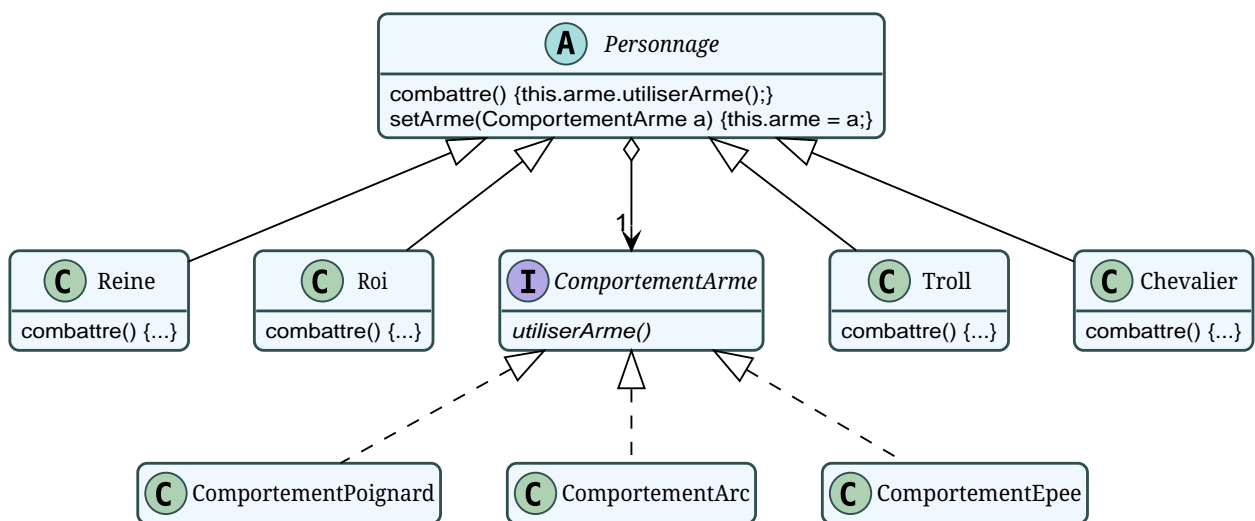 A Personnage
combattre() {this.arme.utiliserArme();}
setArme(ComportementArme a) {this.arme = a;}
1
C Reine
combattre() {...}
C Roi
combattre() {...}
I ComportementArme
utiliserArme()
C Troll
combattre() {...}
C Chevalier
combattre() {...}
C ComportementPoignard
C ComportementArc
C ComportementEpee